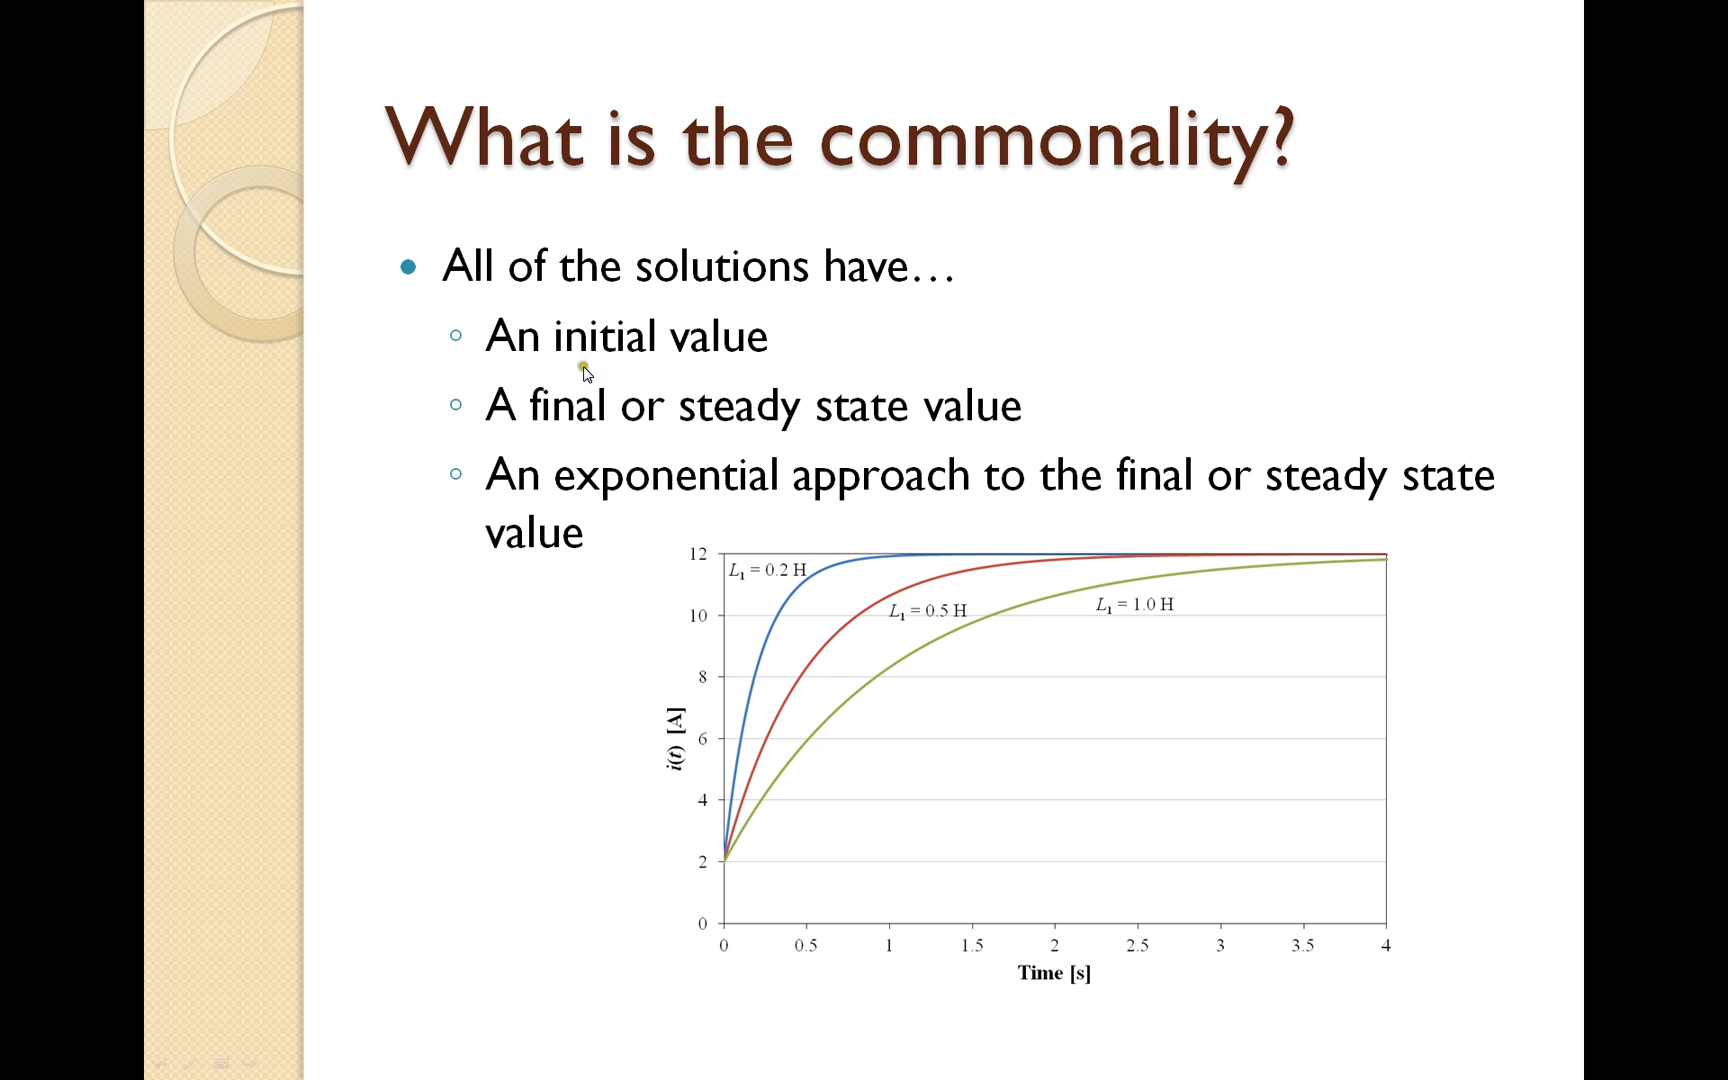 What is the commonality?
All of the solutions have…
An initial value
A final or steady state value
An exponential approach to the final or steady state
value
12
10
8
6
4
2
0
i(t) [A]
L₁ = 0.2 H
L₁ = 0.5 H
L₁ = 1.0 H
0 0.5 1 1.5 2 2.5 3 3.5 4
Time [s]